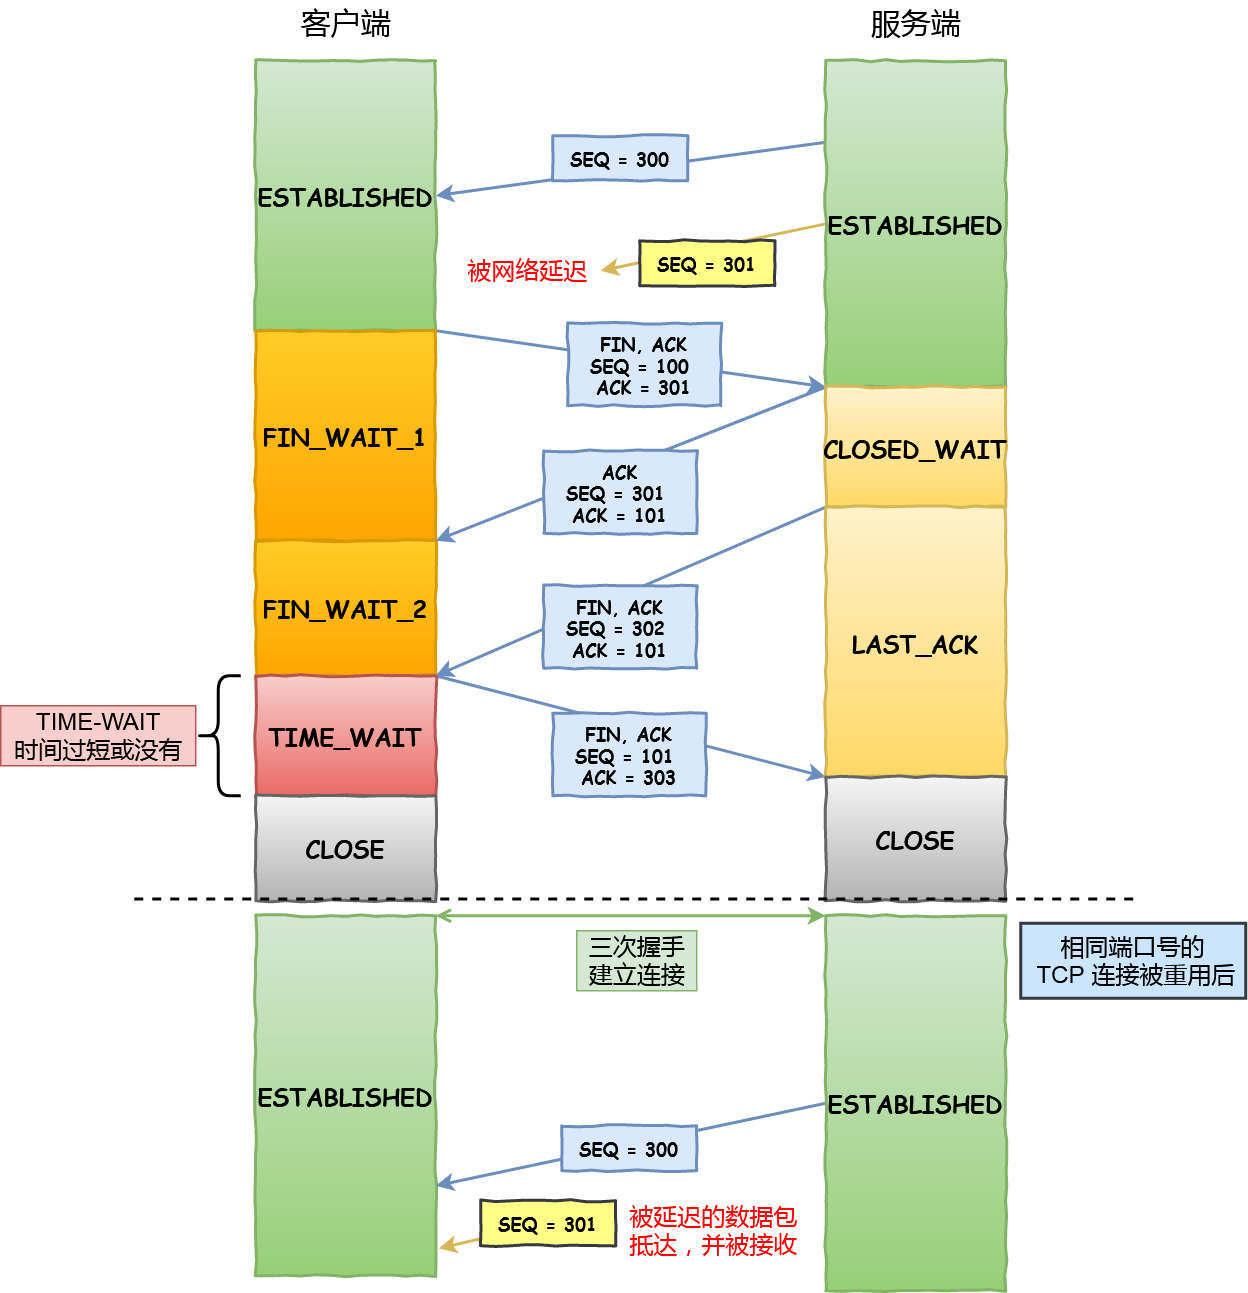 客户端
服务端
SEQ = 300
ESTABLISHED
ESTABLISHED
SEQ = 301
被网络延迟
FIN, ACK
SEQ = 100
ACK = 301
FIN_WAIT_1
CLOSED_WAIT
ACK
SEQ = 301
ACK = 101
FIN_WAIT_2
FIN, ACK
SEQ = 302
ACK = 101
LAST_ACK
TIME-WAIT
时间过短或没有
TIME_WAIT
FIN, ACK
SEQ = 101
ACK = 303
CLOSE
CLOSE
三次握手
建立连接
相同端口号的
TCP 连接被重用后
ESTABLISHED
ESTABLISHED
SEQ = 300
SEQ = 301
被延迟的数据包
抵达，并被接收